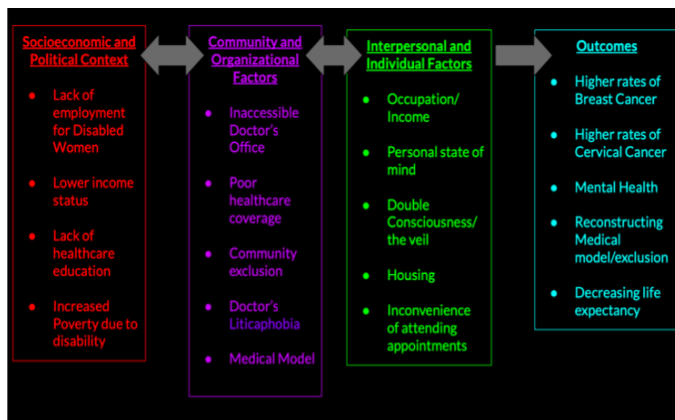 Socioeconomic and
Political Context
● Lack of
employment
for Disabled
Women
● Lower income
status
● Lack of
healthcare
education
● Increased
Poverty due to
disability
Community and
Organizational
Factors
● Inaccessible
Doctor's
Office
● Poor
healthcare
coverage
● Community
exclusion
● Doctor's
Liticaphobia
● Medical Model
Interpersonal and
Individual Factors
● Occupation/
Income
● Personal state of
mind
● Double
Consciousness/
the veil
● Housing
● Inconvenience
of attending
appointments
Outcomes
● Higher rates of
Breast Cancer
● Higher rates of
Cervical Cancer
● Mental Health
● Reconstructing
Medical
model/exclusion
● Decreasing life
expectancy